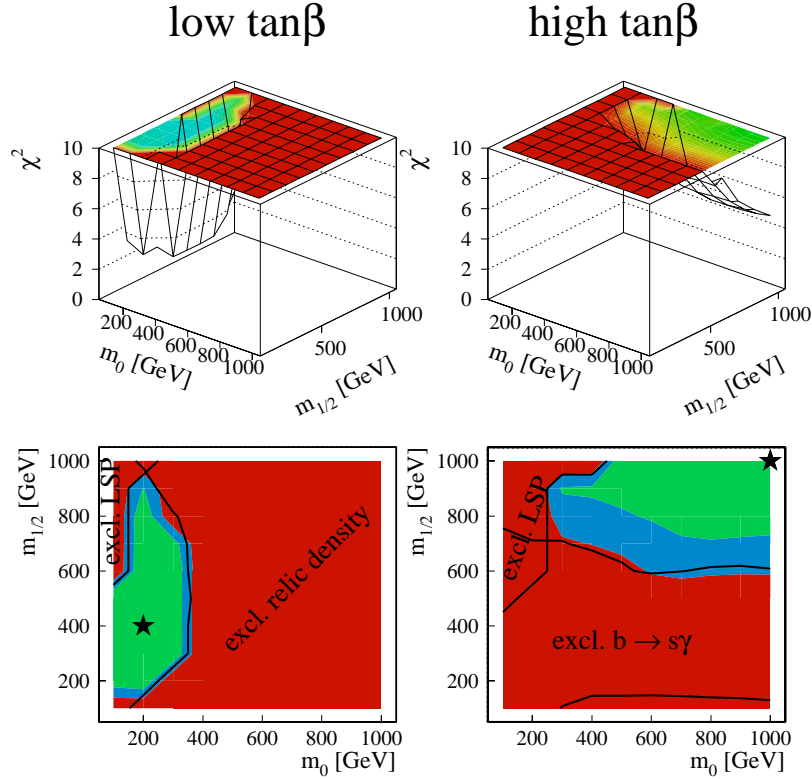 low tanβ
high tanβ
χ²
10
8
6
4
2
0
200
400
600
800
1000
m₀ [GeV]
500
1000
m₁/₂ [GeV]
χ²
10
8
6
4
2
0
200
400
600
800
1000
m₀ [GeV]
500
1000
m₁/₂ [GeV]
m₁/₂ [GeV]
1000
800
600
400
200
excl. LSP
excl. relic density
200
400
600
800
1000
m₀ [GeV]
m₁/₂ [GeV]
1000
800
600
400
200
excl. LSP
excl. b → sγ
200
400
600
800
1000
m₀ [GeV]